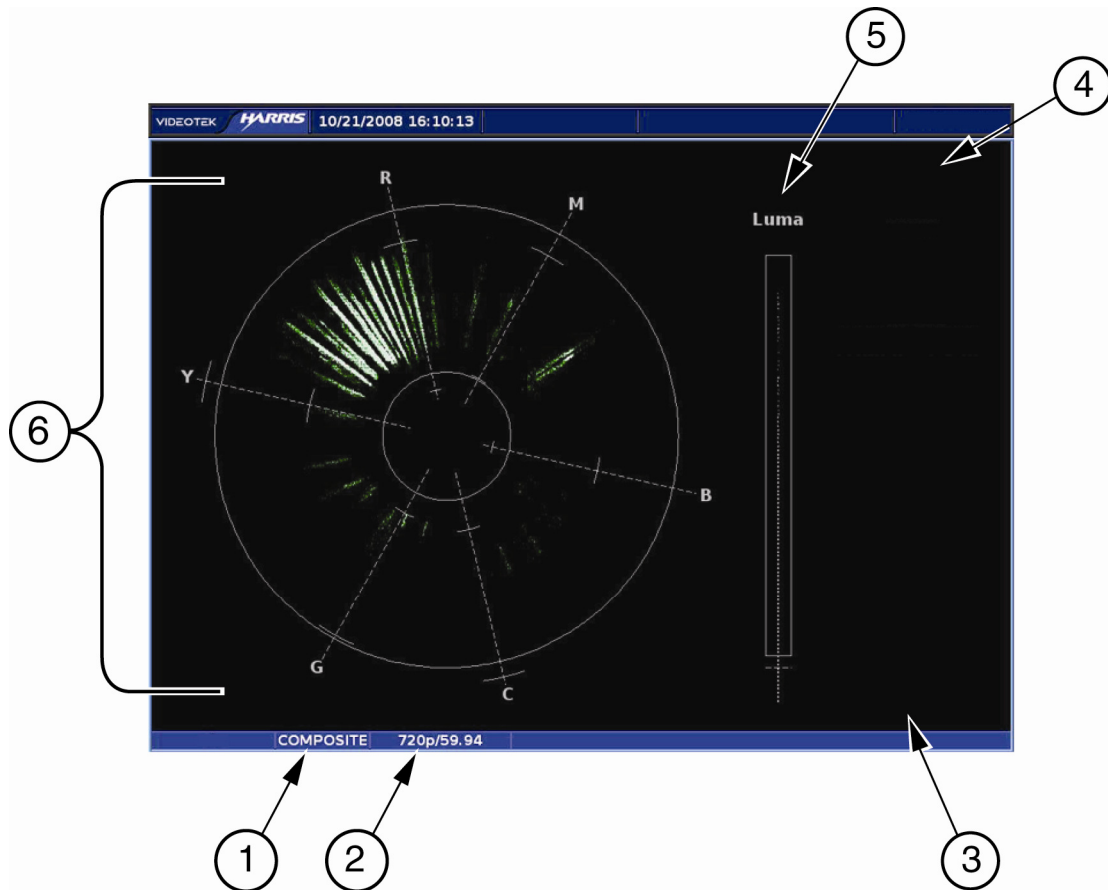 5
4
VIDEOTEK HARRIS 10/21/2008 16:10:13
R
M
Luma
Y
6
B
G
C
COMPOSITE 720p/59.94
1
2
3